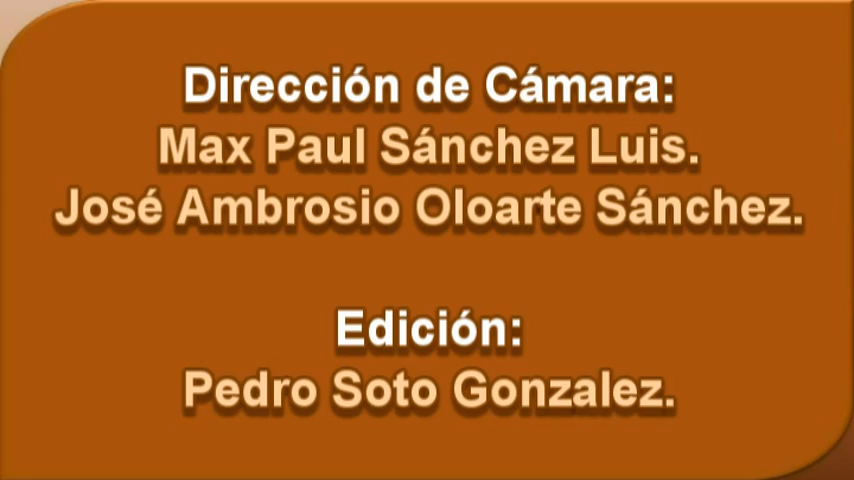 Dirección de Cámara:
Max Paul Sánchez Luis.
José Ambrosio Oloarte Sánchez.
Edición:
Pedro Soto Gonzalez.